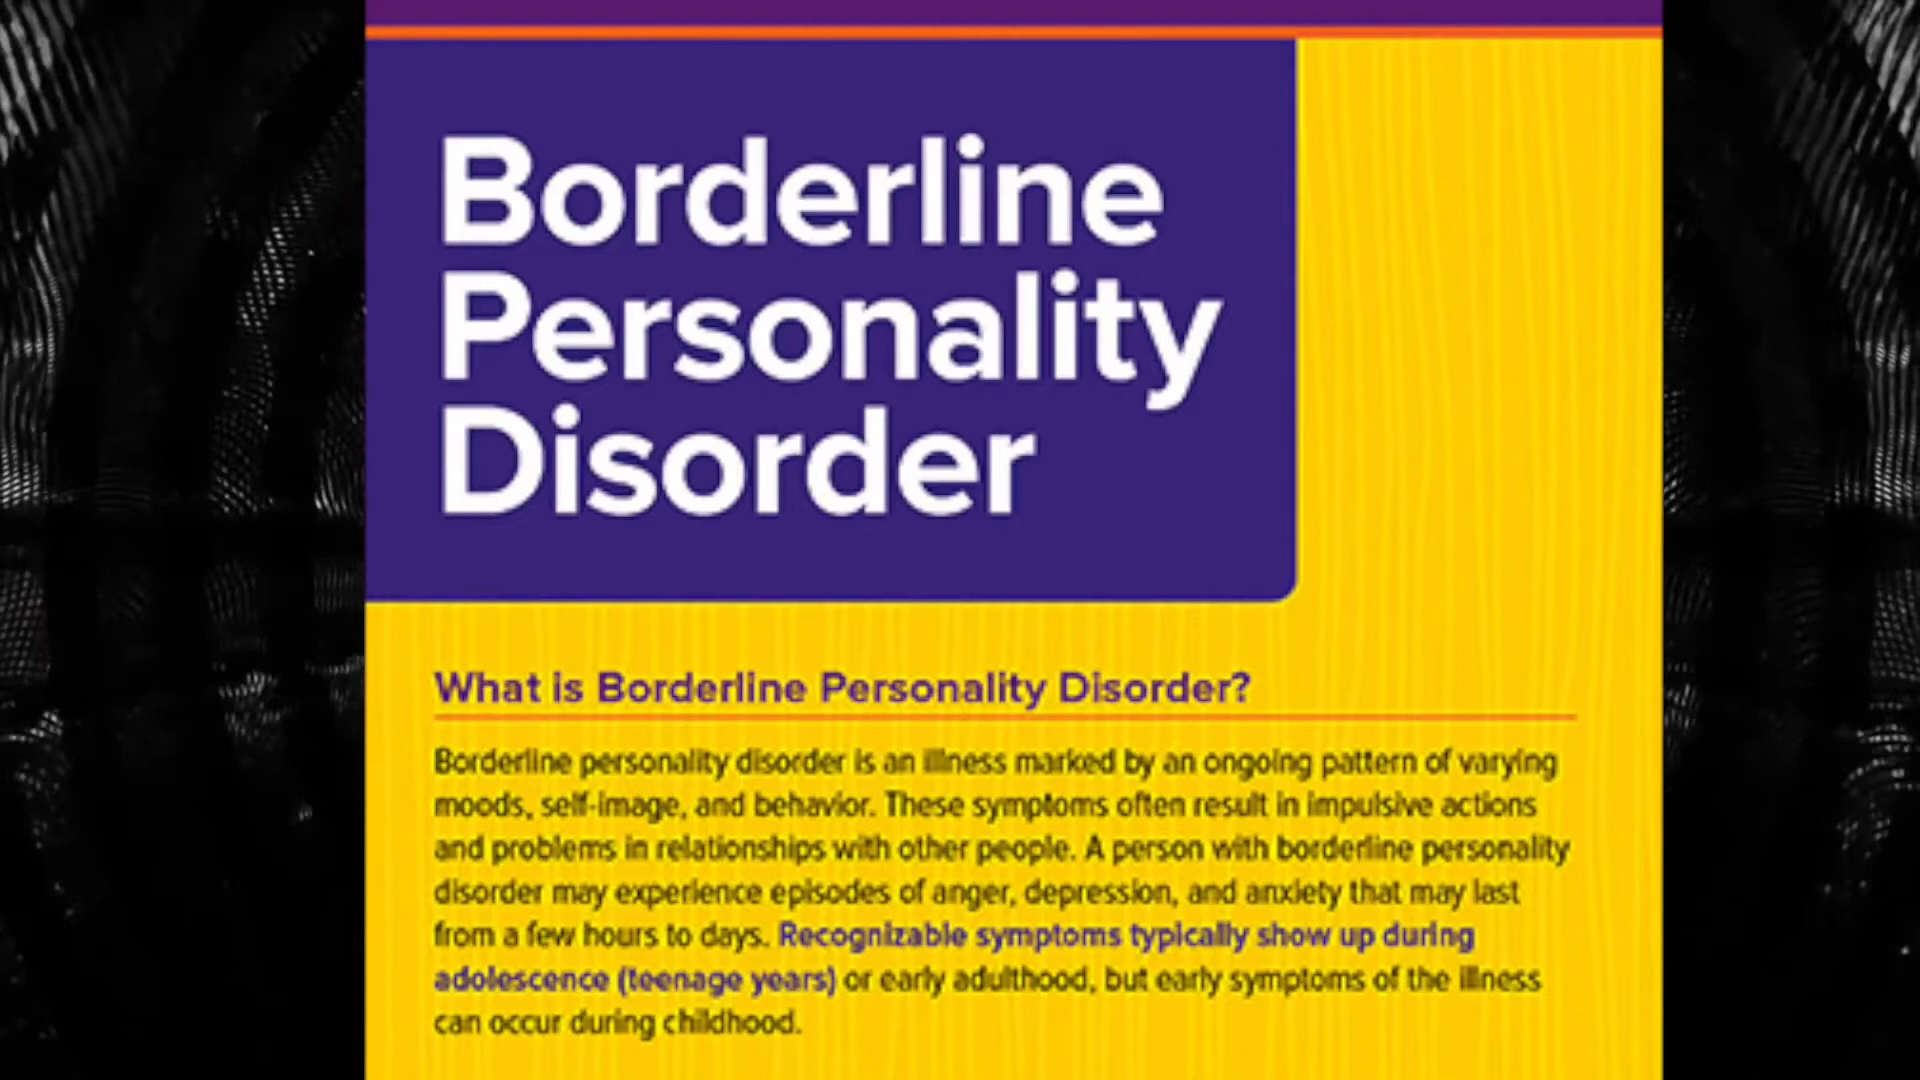 Borderline
Personality
Disorder
What is Borderline Personality Disorder?
Borderline personality disorder is an illness marked by an ongoing pattern of varying
moods, self-image, and behavior. These symptoms often result in impulsive actions
and problems in relationships with other people. A person with borderline personality
disorder may experience episodes of anger, depression, and anxiety that may last
from a few hours to days. Recognizable symptoms typically show up during
adolescence (teenage years) or early adulthood, but early symptoms of the illness
can occur during childhood.